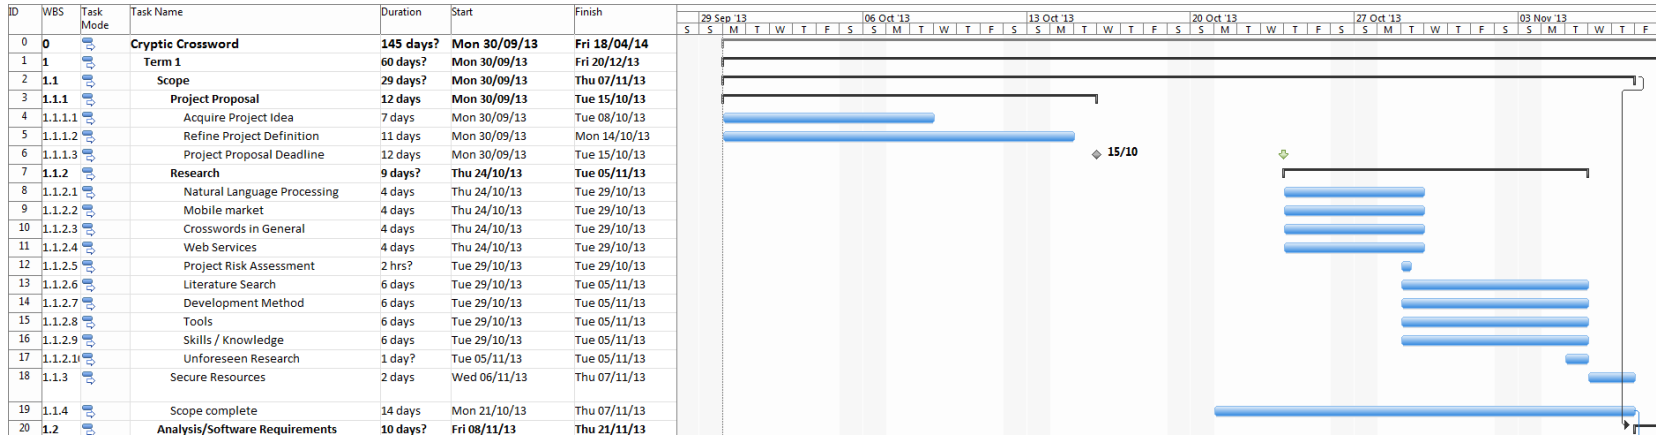 ID WBS Task Mode Task Name Duration Start Finish
29 Sep '13 06 Oct '13 13 Oct '13 20 Oct '13 27 Oct '13 03 Nov '13
S S M T W T F S S M T W T F S S M T W T F S S M T W T F S S M T W T F S S M T W T F
0 0 Cryptic Crossword 145 days? Mon 30/09/13 Fri 18/04/14
1 1 Term 1 60 days? Mon 30/09/13 Fri 20/12/13
2 1.1 Scope 29 days? Mon 30/09/13 Thu 07/11/13
3 1.1.1 Project Proposal 12 days Mon 30/09/13 Tue 15/10/13
4 1.1.1.1 Acquire Project Idea 7 days Mon 30/09/13 Tue 08/10/13
5 1.1.1.2 Refine Project Definition 11 days Mon 30/09/13 Mon 14/10/13
6 1.1.1.3 Project Proposal Deadline 12 days Mon 30/09/13 Tue 15/10/13 15/10
7 1.1.2 Research 9 days? Thu 24/10/13 Tue 05/11/13
8 1.1.2.1 Natural Language Processing 4 days Thu 24/10/13 Tue 29/10/13
9 1.1.2.2 Mobile market 4 days Thu 24/10/13 Tue 29/10/13
10 1.1.2.3 Crosswords in General 4 days Thu 24/10/13 Tue 29/10/13
11 1.1.2.4 Web Services 4 days Thu 24/10/13 Tue 29/10/13
12 1.1.2.5 Project Risk Assessment 2 hrs? Tue 29/10/13 Tue 29/10/13
13 1.1.2.6 Literature Search 6 days Tue 29/10/13 Tue 05/11/13
14 1.1.2.7 Development Method 6 days Tue 29/10/13 Tue 05/11/13
15 1.1.2.8 Tools 6 days Tue 29/10/13 Tue 05/11/13
16 1.1.2.9 Skills / Knowledge 6 days Tue 29/10/13 Tue 05/11/13
17 1.1.2.1 Unforeseen Research 1 day? Tue 05/11/13 Tue 05/11/13
18 1.1.3 Secure Resources 2 days Wed 06/11/13 Thu 07/11/13
19 1.1.4 Scope complete 14 days Mon 21/10/13 Thu 07/11/13
20 1.2 Analysis/Software Requirements 10 days? Fri 08/11/13 Thu 21/11/13